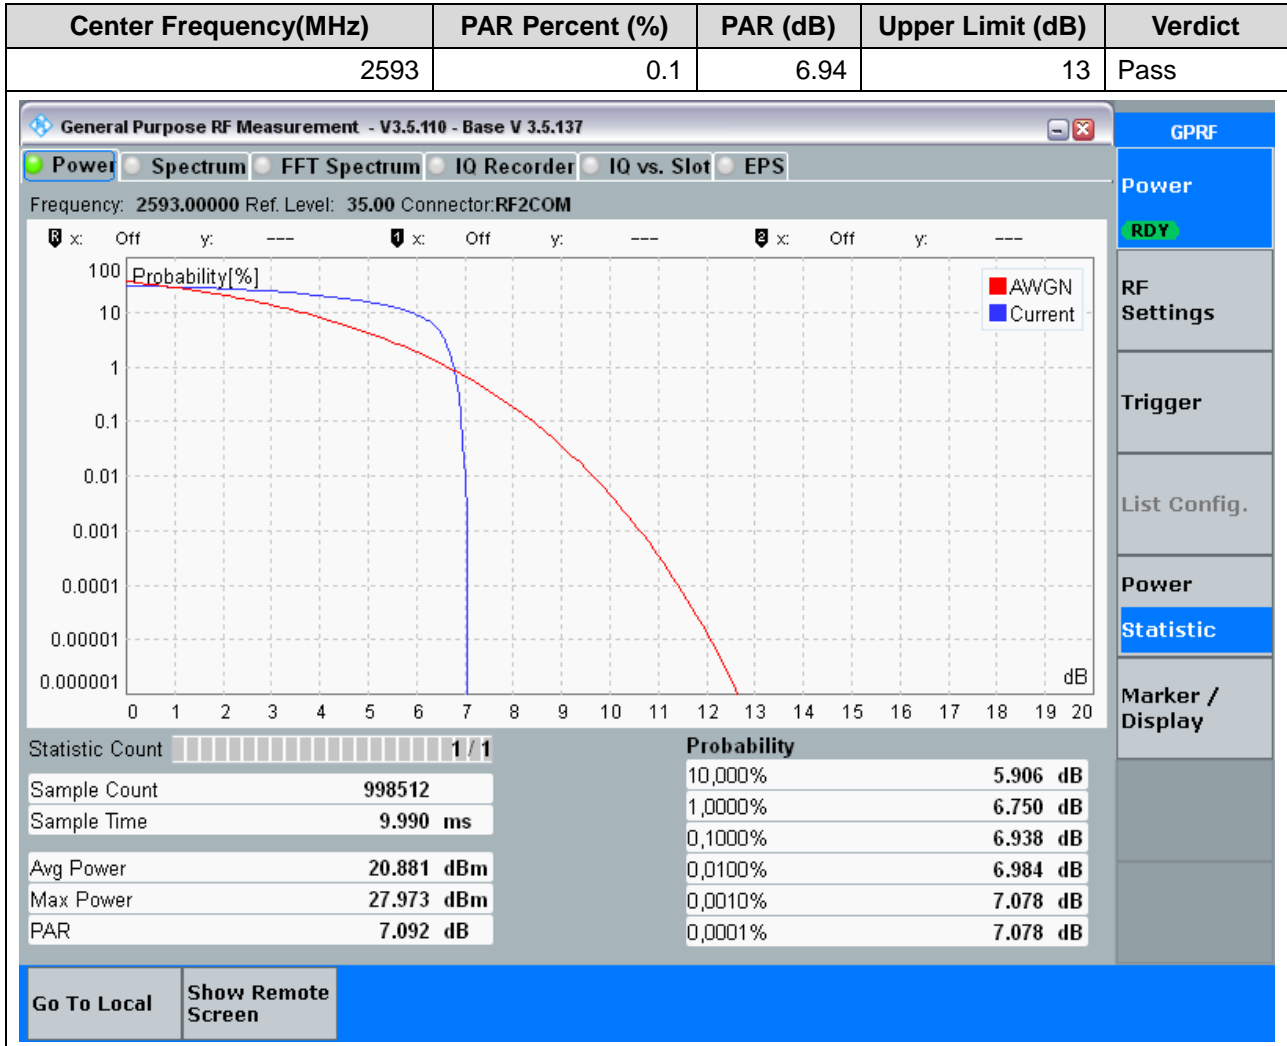 Center Frequency(MHz) PAR Percent (%) PAR (dB) Upper Limit (dB) Verdict
2593 0.1 6.94 13 Pass
General Purpose RF Measurement - V3.5.110 - Base V 3.5.137
GPRF
Power Spectrum FFT Spectrum IQ Recorder IQ vs. Slot EPS
Frequency: 2593.00000 Ref. Level: 35.00 Connector:RF2COM
R x: Off y: --- 1 x: Off y: --- 2 x: Off y: ---
Probability[%]
AWGN
Current
100
10
1
0.1
0.01
0.001
0.0001
0.00001
0.000001
dB
0 1 2 3 4 5 6 7 8 9 10 11 12 13 14 15 16 17 18 19 20
Statistic Count 1 / 1
Sample Count 998512
Sample Time 9.990 ms
Avg Power 20.881 dBm
Max Power 27.973 dBm
PAR 7.092 dB
Probability
10,000% 5.906 dB
1,0000% 6.750 dB
0,1000% 6.938 dB
0,0100% 6.984 dB
0,0010% 7.078 dB
0,0001% 7.078 dB
Power
RDY
RF
Settings
Trigger
List Config.
Power
Statistic
Marker /
Display
Go To Local
Show Remote
Screen